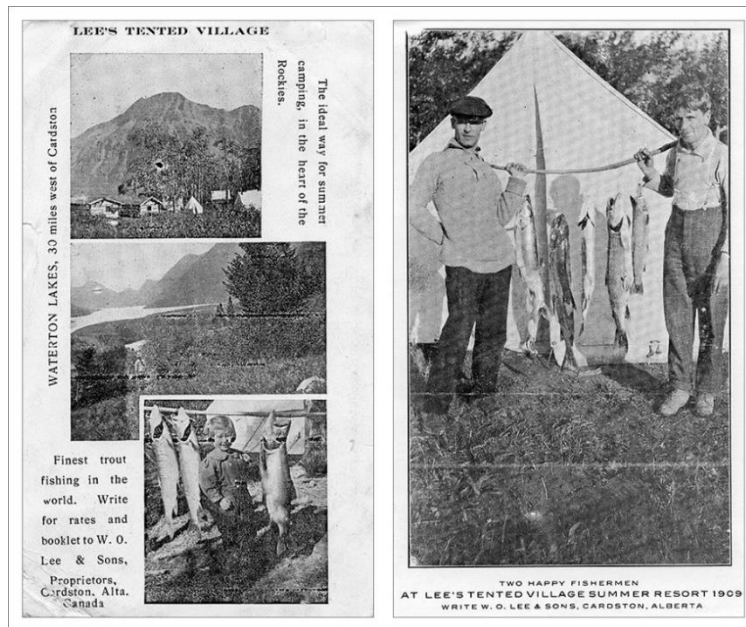 LEE'S TENTED VILLAGE
The ideal way for summer
camping, in the heart of the
Rockies.
WATERTON LAKES, 30 miles west of Cardston
Finest trout
fishing in the
world. Write
for rates and
booklet to W. O.
Lee & Sons,
Proprietors,
Cardston. Alta.
Canada
TWO HAPPY FISHERMEN
AT LEE'S TENTED VILLAGE SUMMER RESORT 1909
WRITE W. O. LEE & SONS, CARDSTON, ALBERTA